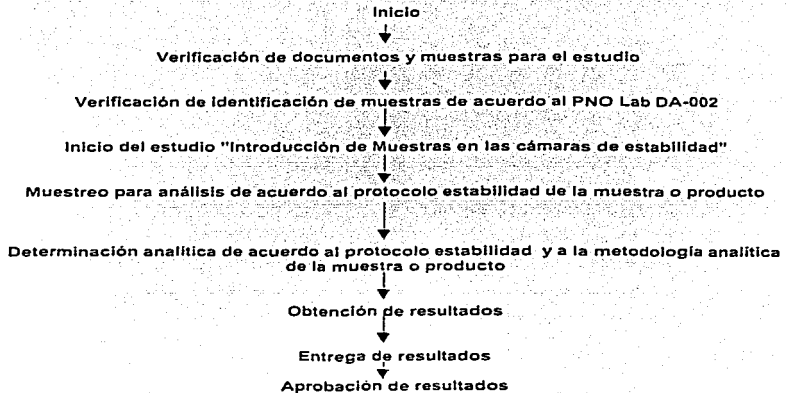 Inicio
Verificación de documentos y muestras para el estudio
Verificación de identificación de muestras de acuerdo al PNO Lab DA-002
Inicio del estudio "Introducción de Muestras en las cámaras de estabilidad"
Muestreo para análisis de acuerdo al protocolo estabilidad de la muestra o producto
Determinación analítica de acuerdo al protocolo estabilidad y a la metodología analítica
de la muestra o producto
Obtención de resultados
Entrega de resultados
Aprobación de resultados